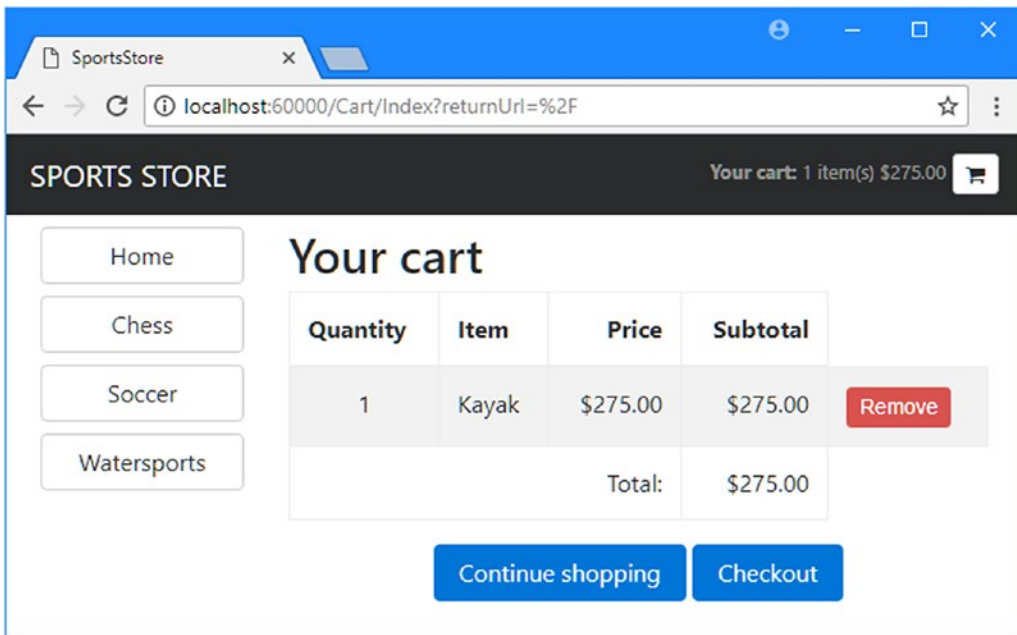 SportsStore
localhost:60000/Cart/Index?returnUrl=%2F
SPORTS STORE
Your cart: 1 item(s) $275.00
Home
Chess
Soccer
Watersports
Your cart
Quantity Item Price Subtotal
1 Kayak $275.00 $275.00 Remove
Total: $275.00
Continue shopping Checkout